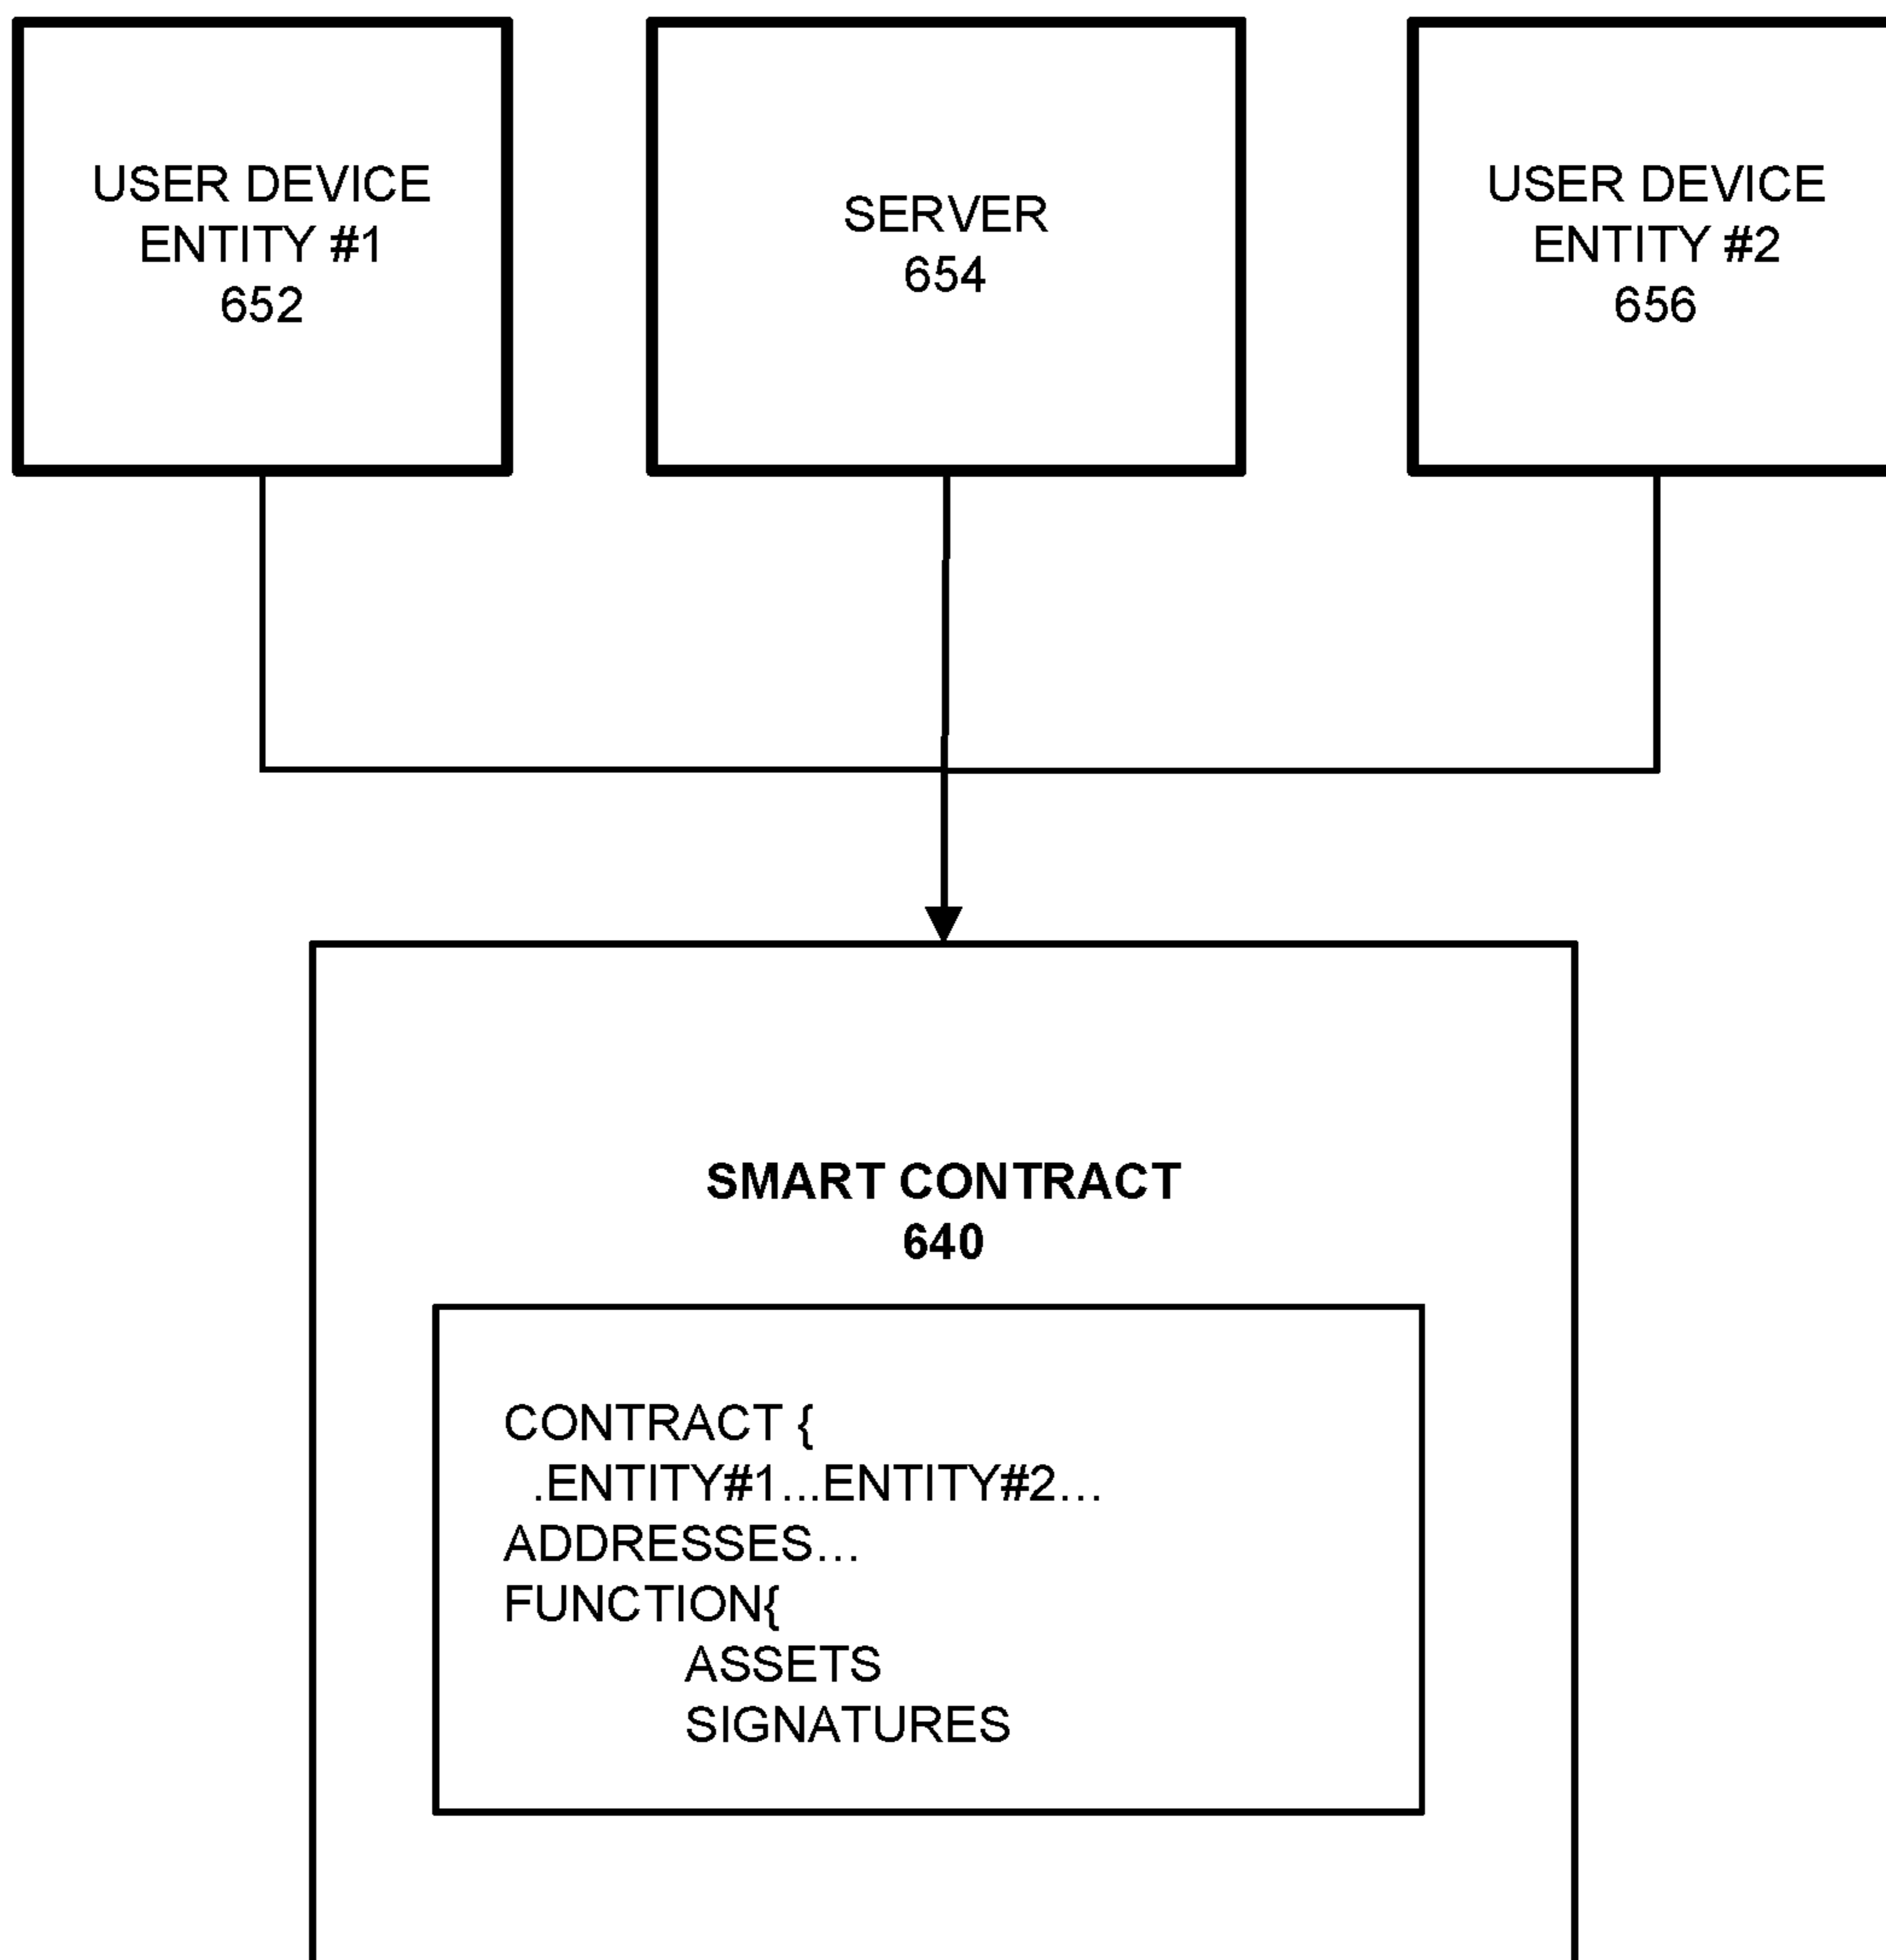 USER DEVICE
ENTITY #1
652
SERVER
654
USER DEVICE
ENTITY #2
656
SMART CONTRACT
640
CONTRACT {
.ENTITY#1...ENTITY#2...
ADDRESSES...
FUNCTION{
ASSETS
SIGNATURES